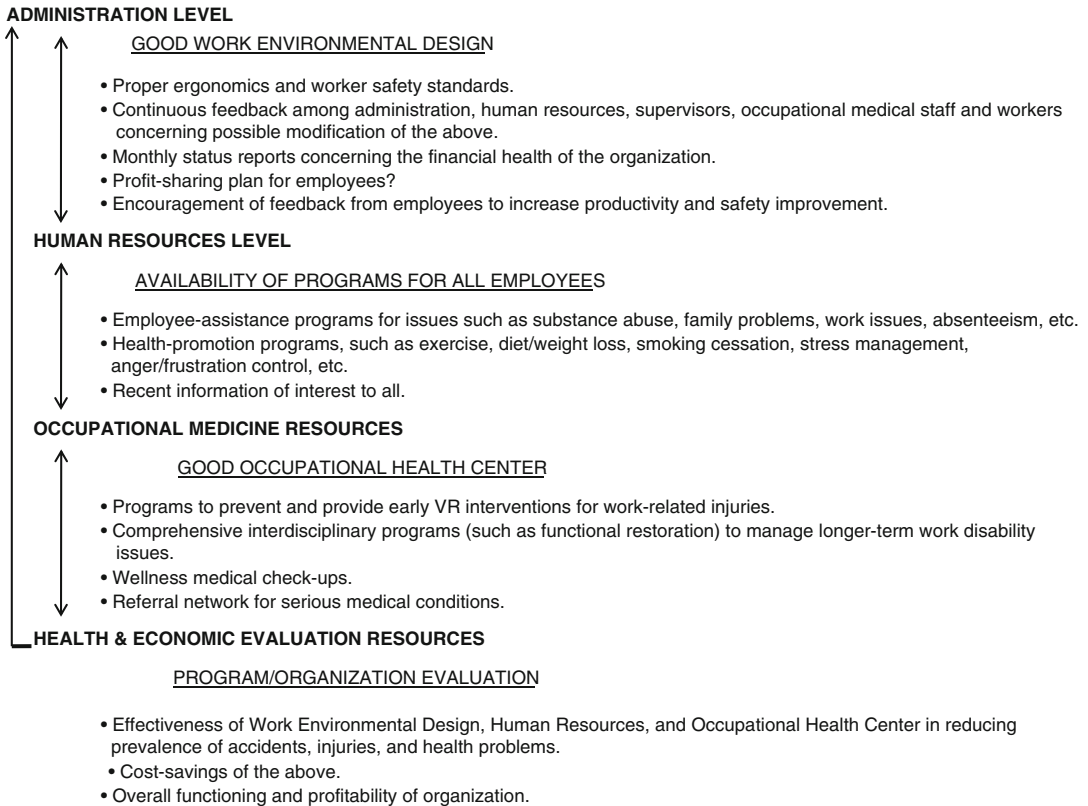 ADMINISTRATION LEVEL
GOOD WORK ENVIRONMENTAL DESIGN
• Proper ergonomics and worker safety standards.
• Continuous feedback among administration, human resources, supervisors, occupational medical staff and workers
concerning possible modification of the above.
• Monthly status reports concerning the financial health of the organization.
• Profit-sharing plan for employees?
• Encouragement of feedback from employees to increase productivity and safety improvement.
HUMAN RESOURCES LEVEL
AVAILABILITY OF PROGRAMS FOR ALL EMPLOYEES
• Employee-assistance programs for issues such as substance abuse, family problems, work issues, absenteeism, etc.
• Health-promotion programs, such as exercise, diet/weight loss, smoking cessation, stress management,
anger/frustration control, etc.
• Recent information of interest to all.
OCCUPATIONAL MEDICINE RESOURCES
GOOD OCCUPATIONAL HEALTH CENTER
• Programs to prevent and provide early VR interventions for work-related injuries.
• Comprehensive interdisciplinary programs (such as functional restoration) to manage longer-term work disability
issues.
• Wellness medical check-ups.
• Referral network for serious medical conditions.
HEALTH & ECONOMIC EVALUATION RESOURCES
PROGRAM/ORGANIZATION EVALUATION
• Effectiveness of Work Environmental Design, Human Resources, and Occupational Health Center in reducing
prevalence of accidents, injuries, and health problems.
• Cost-savings of the above.
• Overall functioning and profitability of organization.